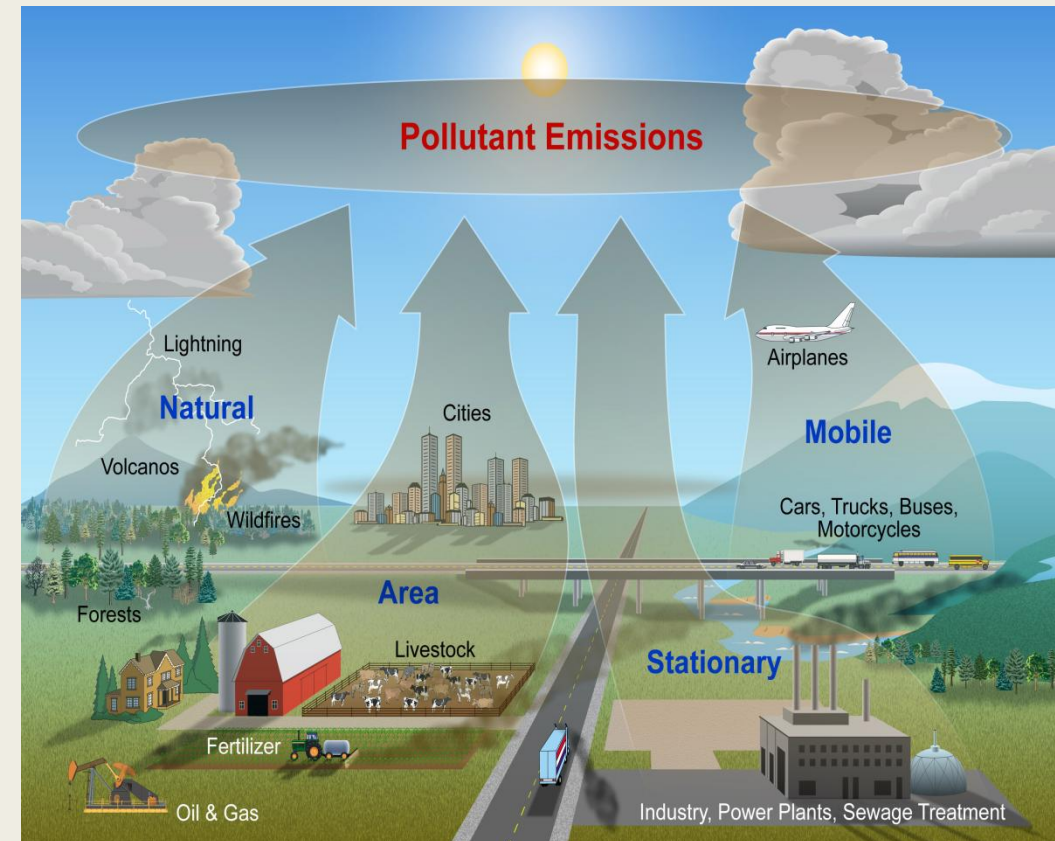 Pollutant Emissions
Lightning
Natural
Volcanos
Wildfires
Forests
Cities
Area
Livestock
Fertilizer
Oil & Gas
Airplanes
Mobile
Cars, Trucks, Buses,
Motorcycles
Stationary
Industry, Power Plants, Sewage Treatment